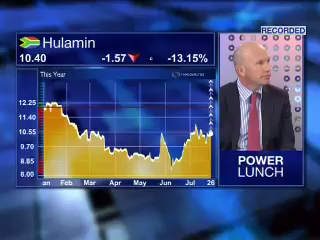 RECORDED
Hulamin
10.40 -1.57 -13.15%
This Year
12.25
11.40
10.55
9.70
8.85
8.00
an Feb Mar Apr May Jun Jul 26
POWER
LUNCH